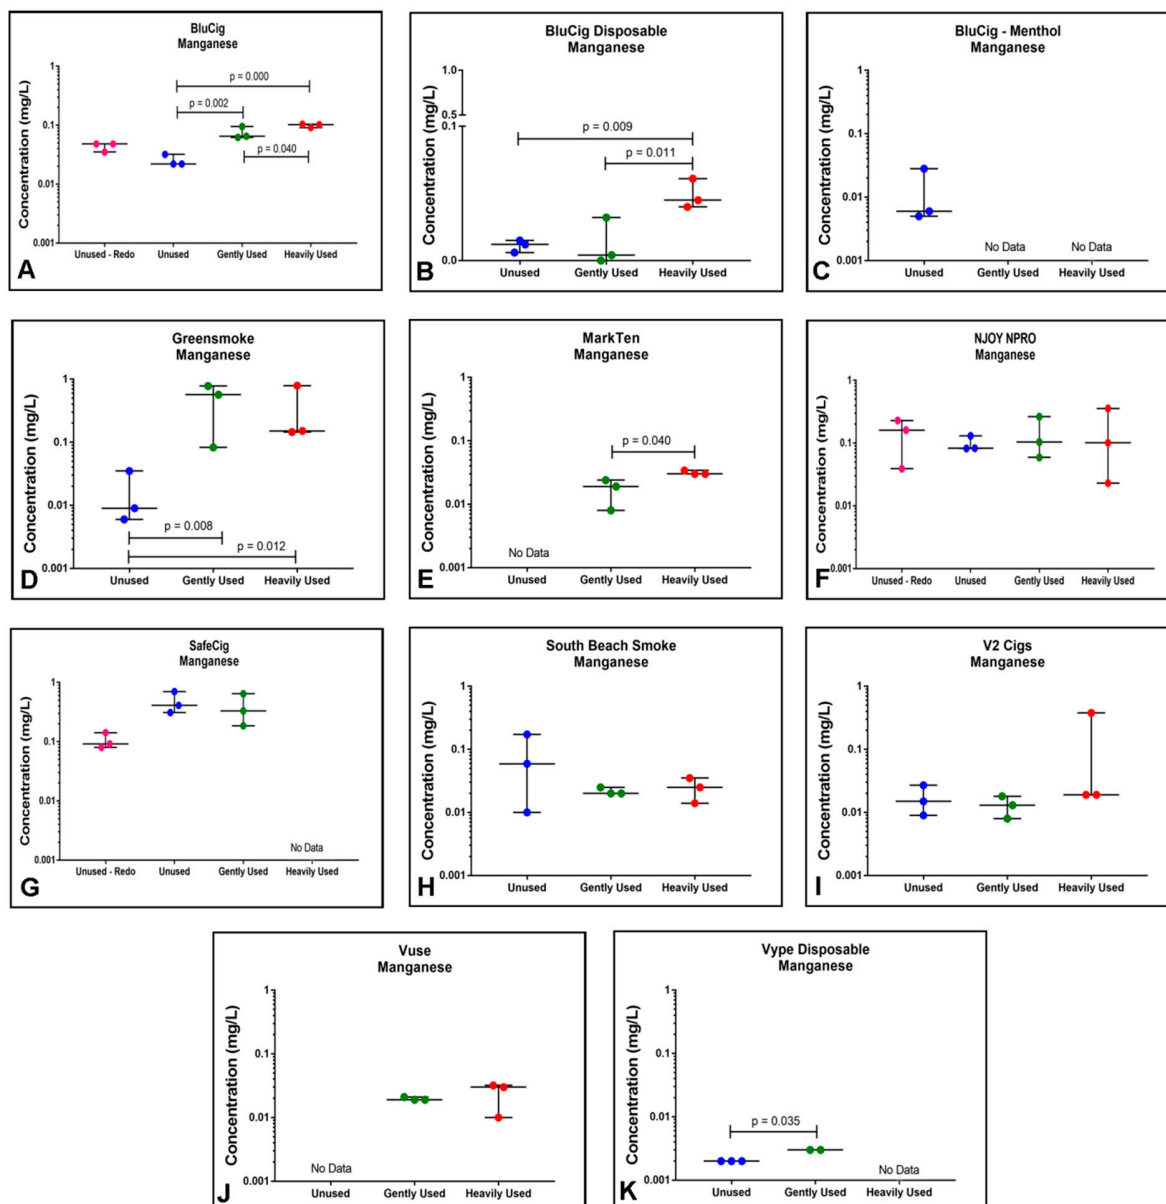 BluCig
Manganese
Concentration (mg/L)
1
0.1
0.01
0.001
p = 0.000
p = 0.002
p = 0.040
Unused - Redo Unused Gently Used Heavily Used
A
BluCig Disposable
Manganese
Concentration (mg/L)
1.0
0.5
0.1
0.0
p = 0.009
p = 0.011
Unused Gently Used Heavily Used
B
BluCig - Menthol
Manganese
Concentration (mg/L)
1
0.1
0.01
0.001
No Data No Data
Unused Gently Used Heavily Used
C
Greensmoke
Manganese
Concentration (mg/L)
1
0.1
0.01
0.001
p = 0.008
p = 0.012
Unused Gently Used Heavily Used
D
MarkTen
Manganese
Concentration (mg/L)
1
0.1
0.01
0.001
p = 0.040
No Data
Unused Gently Used Heavily Used
E
NJOY NPRO
Manganese
Concentration (mg/L)
1
0.1
0.01
0.001
Unused - Redo Unused Gently Used Heavily Used
F
SafeCig
Manganese
Concentration (mg/L)
1
0.1
0.01
0.001
No Data
Unused - Redo Unused Gently Used Heavily Used
G
South Beach Smoke
Manganese
Concentration (mg/L)
1
0.1
0.01
0.001
Unused Gently Used Heavily Used
H
V2 Cigs
Manganese
Concentration (mg/L)
1
0.1
0.01
0.001
Unused Gently Used Heavily Used
I
Vuse
Manganese
Concentration (mg/L)
1
0.1
0.01
0.001
No Data
Unused Gently Used Heavily Used
J
Vype Disposable
Manganese
Concentration (mg/L)
1
0.1
0.01
0.001
p = 0.035
No Data
Unused Gently Used Heavily Used
K